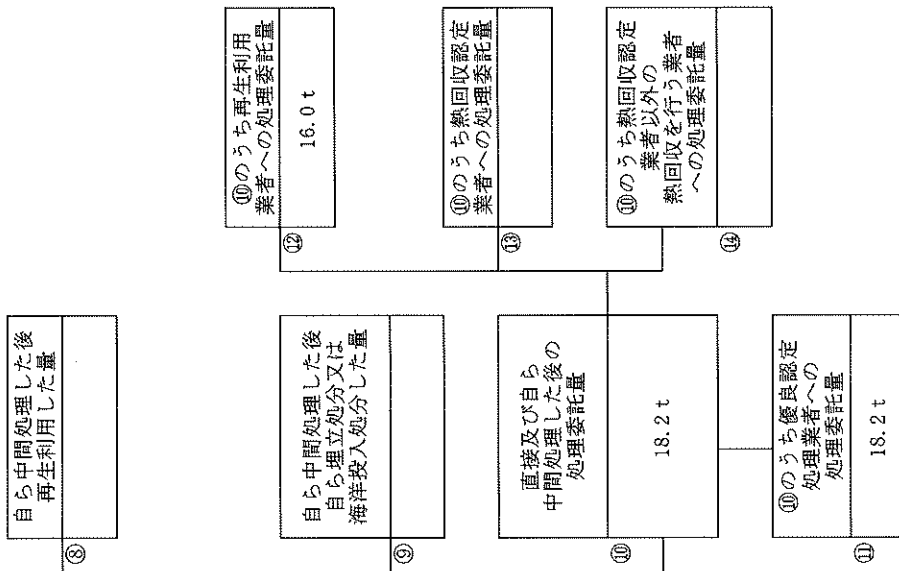 ⑧
自ら中間処理した後
再生利用した量
⑨
自ら中間処理した後
自ら埋立処分又は
海洋投入処分した量
⑩
直接及び自ら
中間処理した後の
処理委託量
18.2 t
⑪
⑩のうち優良認定
処理業者への
処理委託量
18.2 t
⑫
⑩のうち再生利用
業者への処理委託量
16.0 t
⑬
⑩のうち熱回収認定
業者への処理委託量
⑭
⑩のうち熱回収認定
業者以外の
熱回収を行う業者
への処理委託量